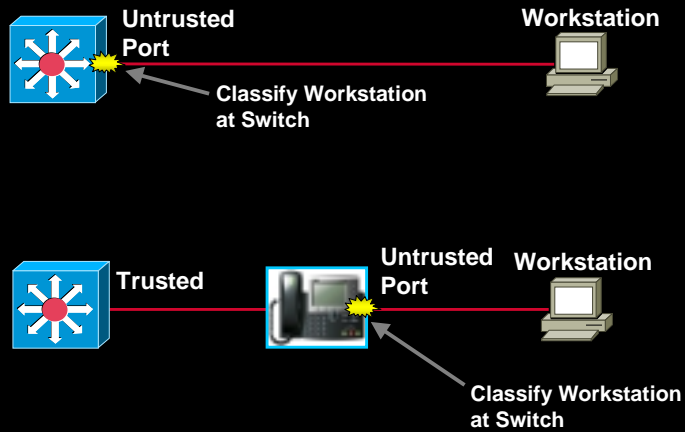 Untrusted
Port
Workstation
Classify Workstation
at Switch
Trusted
Untrusted
Port
Workstation
Classify Workstation
at Switch